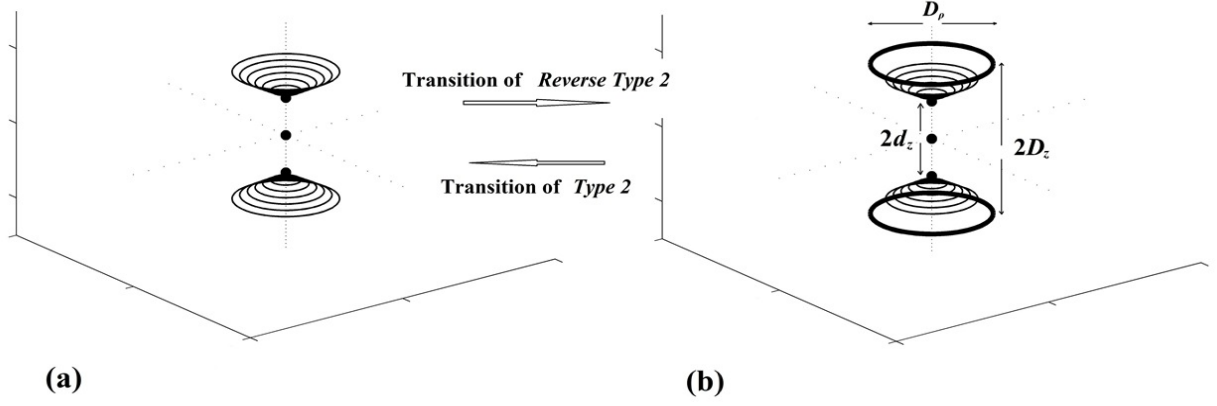 Transition of Reverse Type 2
Transition of Type 2
(a)
Dρ
2dz
2Dz
(b)